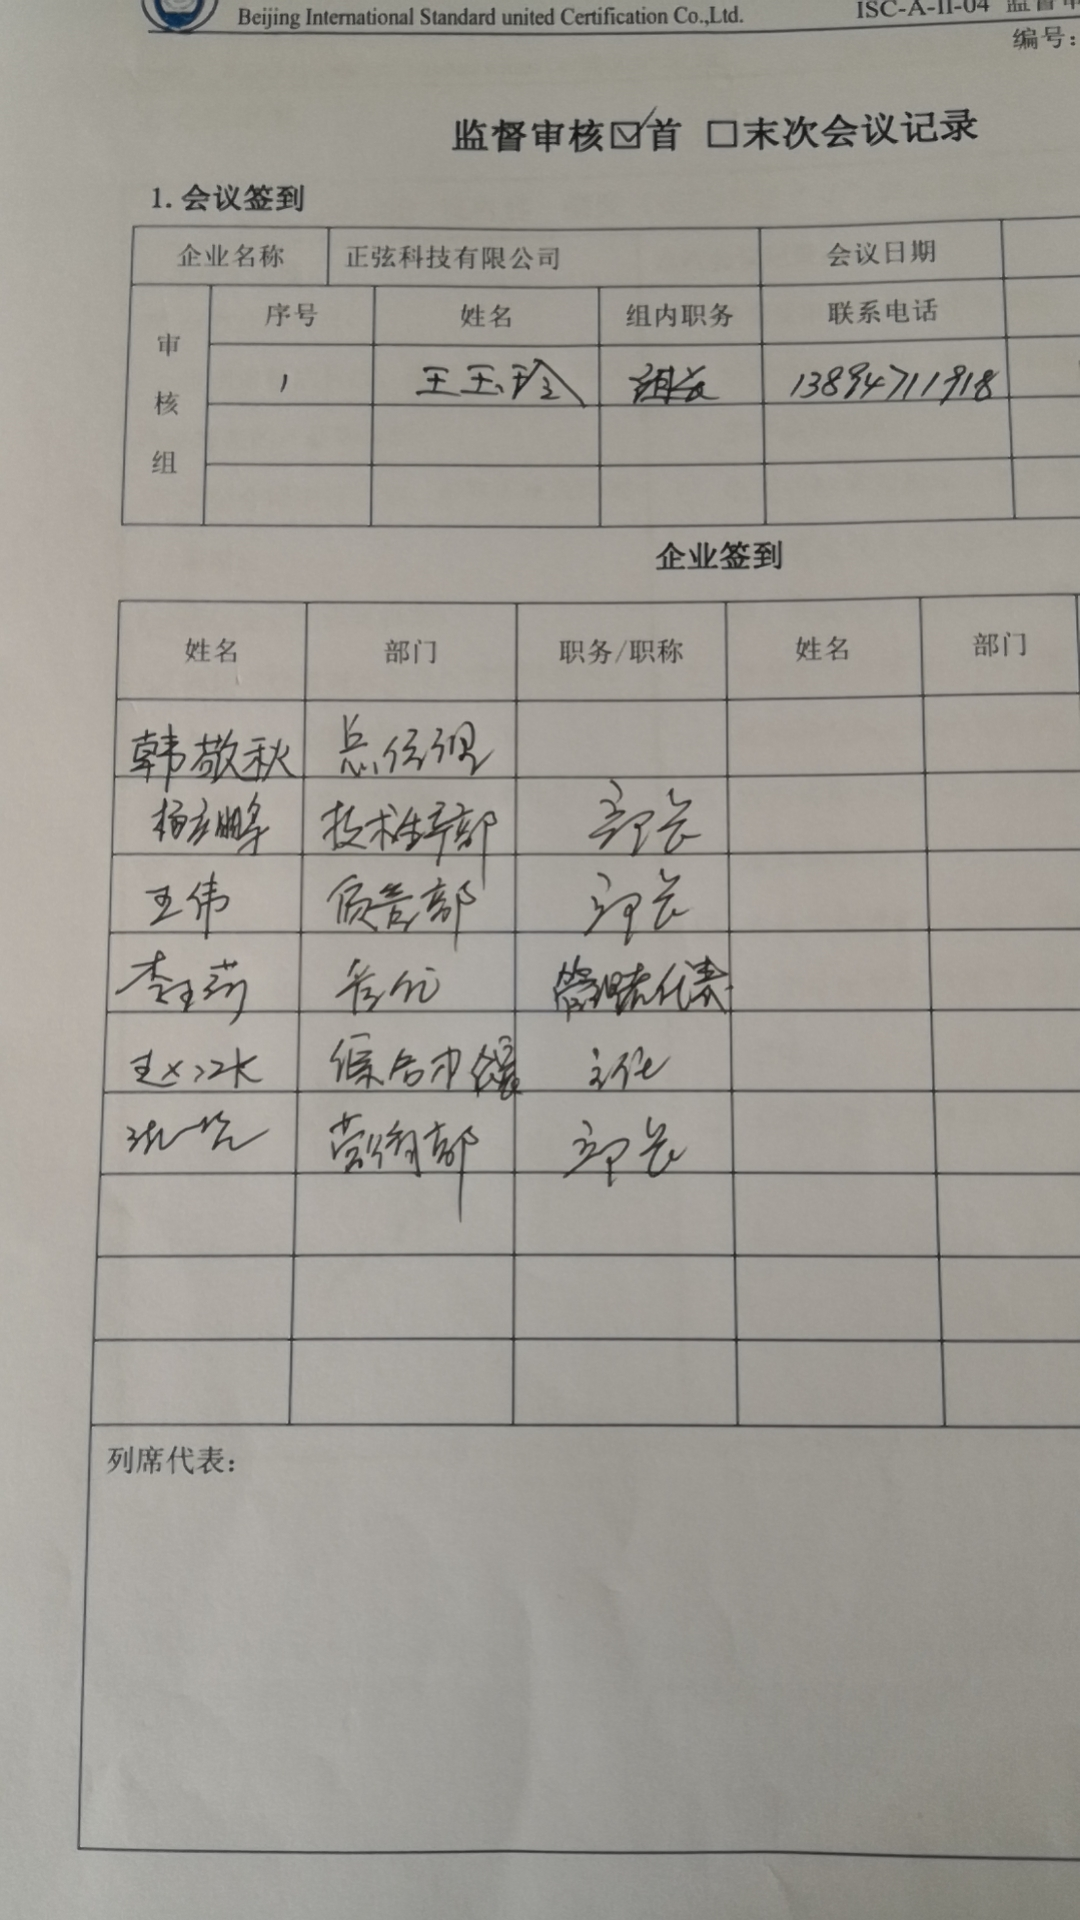 Beijing International Standard united Certification Co.,Ltd.
ISC-A-II-04 监督审
编号:
监督审核☑首 □末次会议记录
1. 会议签到
企业名称 正弦科技有限公司 会议日期
审核组
序号 姓名 组内职务 联系电话
1 王玉玲 组长 13894711918
企业签到
姓名 部门 职务/职称 姓名 部门
韩敬秋 总经理
技术部 部长
王伟 质管部 部长
李玉莉 管代 管理者代表
综合办 主任
营销部 部长
列席代表: